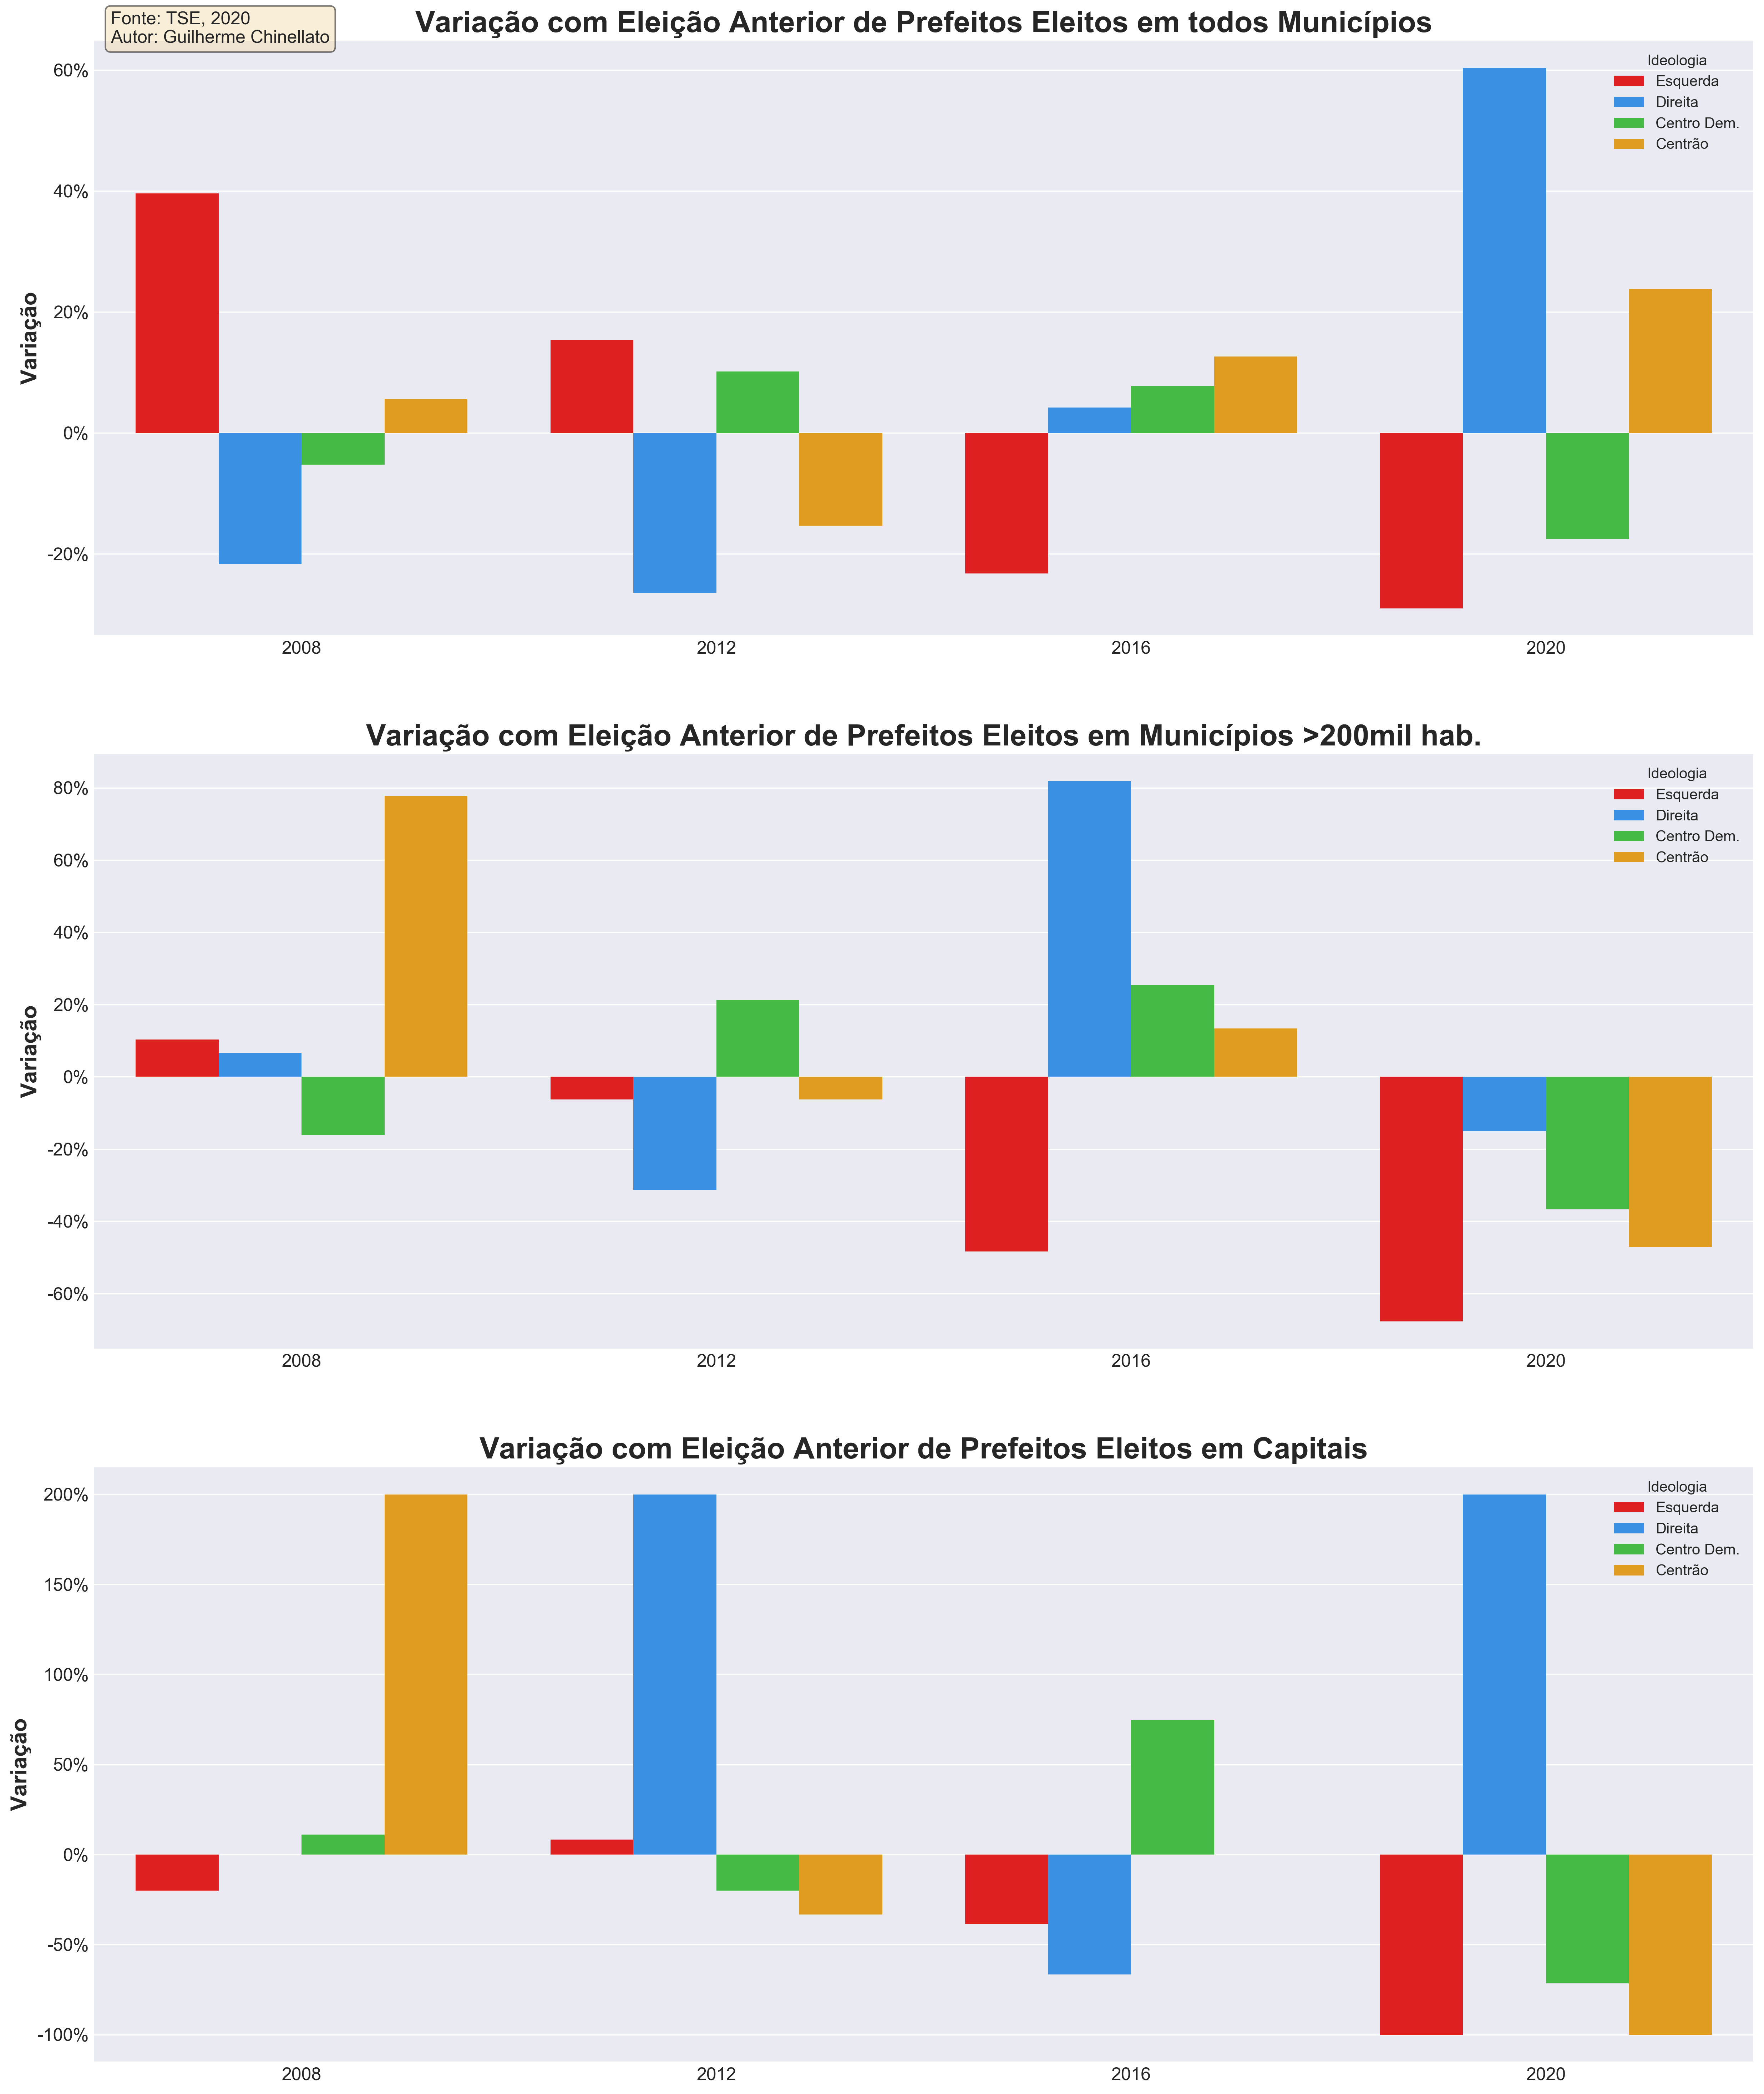 Fonte: TSE, 2020
Autor: Guilherme Chinellato
Variação com Eleição Anterior de Prefeitos Eleitos em todos Municípios
Ideologia
Esquerda
Direita
Centro Dem.
Centrão
Variação
60%
40%
20%
0%
-20%
2008
2012
2016
2020
Variação com Eleição Anterior de Prefeitos Eleitos em Municípios >200mil hab.
Ideologia
Esquerda
Direita
Centro Dem.
Centrão
Variação
80%
60%
40%
20%
0%
-20%
-40%
-60%
2008
2012
2016
2020
Variação com Eleição Anterior de Prefeitos Eleitos em Capitais
Ideologia
Esquerda
Direita
Centro Dem.
Centrão
Variação
200%
150%
100%
50%
0%
-50%
-100%
2008
2012
2016
2020